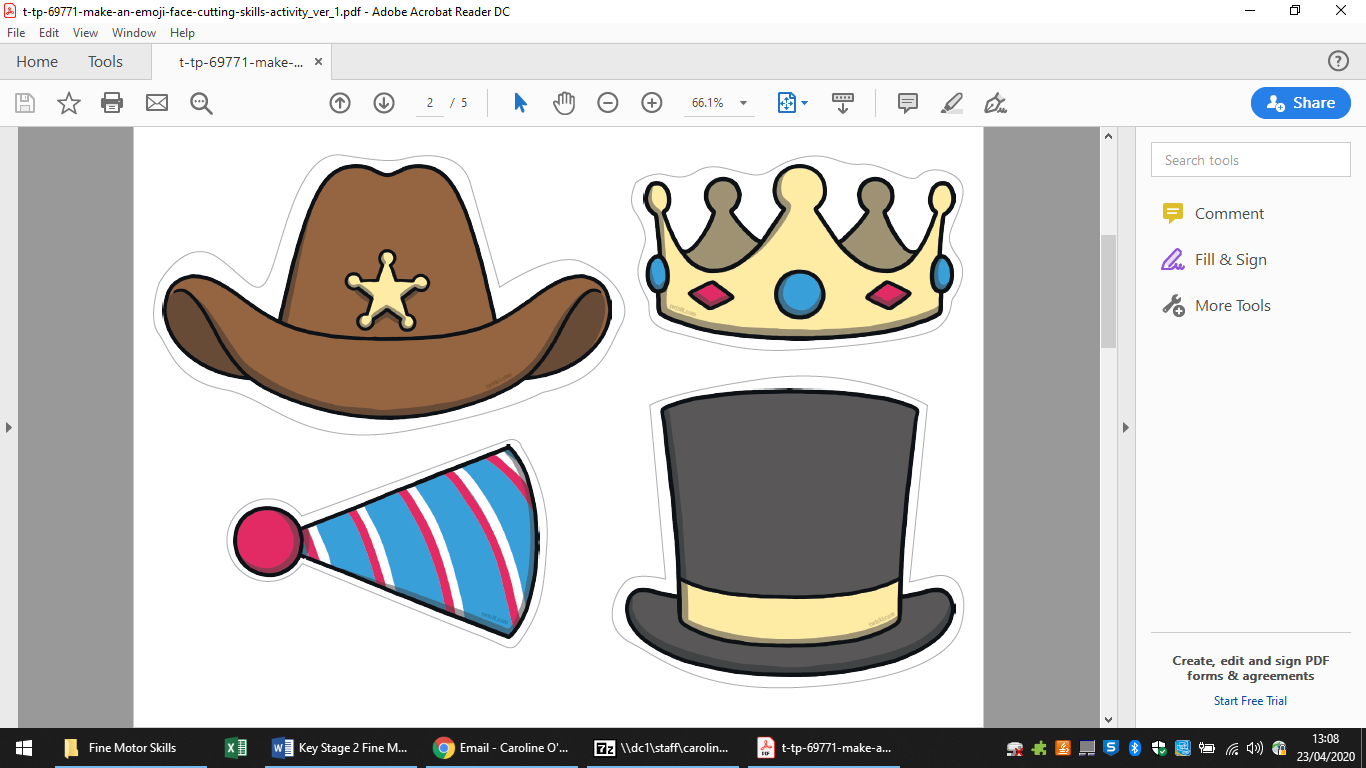 t-tp-69771-make-an-emoji-face-cutting-skills-activity_ver_1.pdf - Adobe Acrobat Reader DC
File Edit View Window Help
Home Tools t-tp-69771-make-...
2 / 5 66.1% Share
Search tools
Comment
Fill & Sign
More Tools
Create, edit and sign PDF
forms & agreements
Start Free Trial
Fine Motor Skills Key Stage 2 Fine M... Email - Caroline O'... \\dc1\staff\carolin... t-tp-69771-make-a...
13:08
23/04/2020